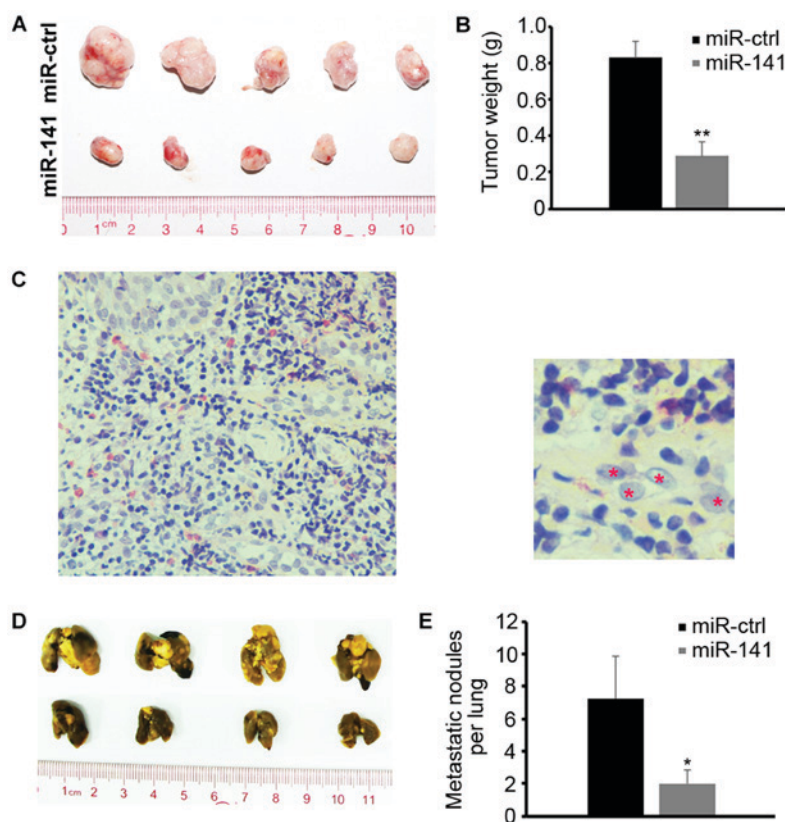 A
miR-ctrl
miR-141
0 1 cm 2 3 4 5 6 7 8 9 10
B
Tumor weight (g)
1.0
0.8
0.6
0.4
0.2
0
miR-ctrl
miR-141
**
C
* * * *
D
1 cm 2 3 4 5 6 7 8 9 10 11
E
Metastatic nodules
per lung
12
10
8
6
4
2
0
miR-ctrl
miR-141
*